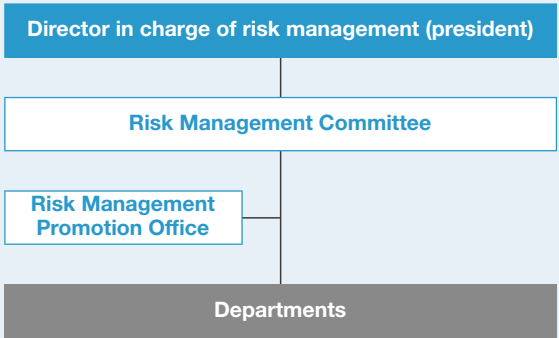 Director in charge of risk management (president)
Risk Management Committee
Risk Management
Promotion Office
Departments